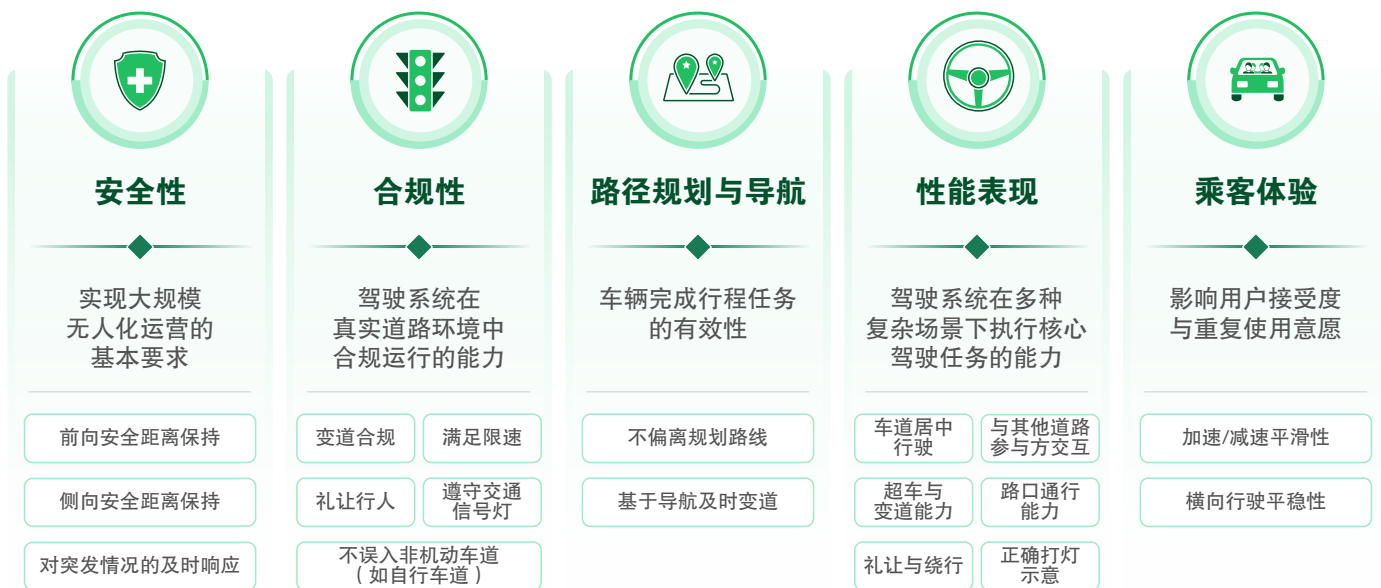 安全性
实现大规模
无人化运营的
基本要求
前向安全距离保持
侧向安全距离保持
对突发情况的及时响应
合规性
驾驶系统在
真实道路环境中
合规运行的能力
变道合规
满足限速
礼让行人
遵守交通
信号灯
不误入非机动车道
(如自行车道)
路径规划与导航
车辆完成行程任务
的有效性
不偏离规划路线
基于导航及时变道
性能表现
驾驶系统在多种
复杂场景下执行核心
驾驶任务的能力
车道居中
行驶
与其他道路
参与方交互
超车与
变道能力
路口通行
能力
礼让与绕行
正确打灯
示意
乘客体验
影响用户接受度
与重复使用意愿
加速/减速平滑性
横向行驶平稳性